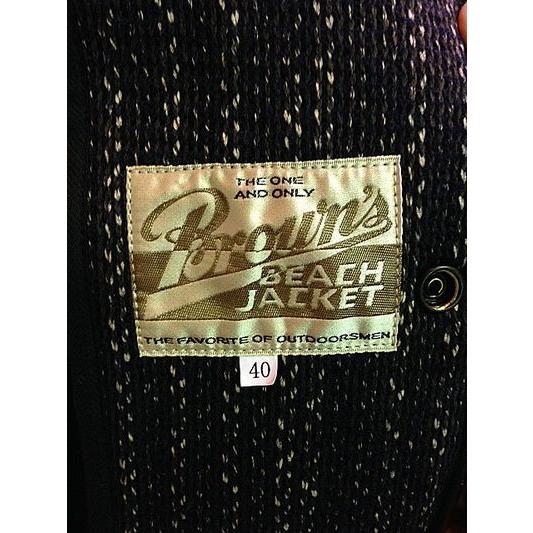 THE ONE
AND ONLY
Brown's
BEACH
JACKET
THE FAVORITE OF OUTDOORSMEN
40